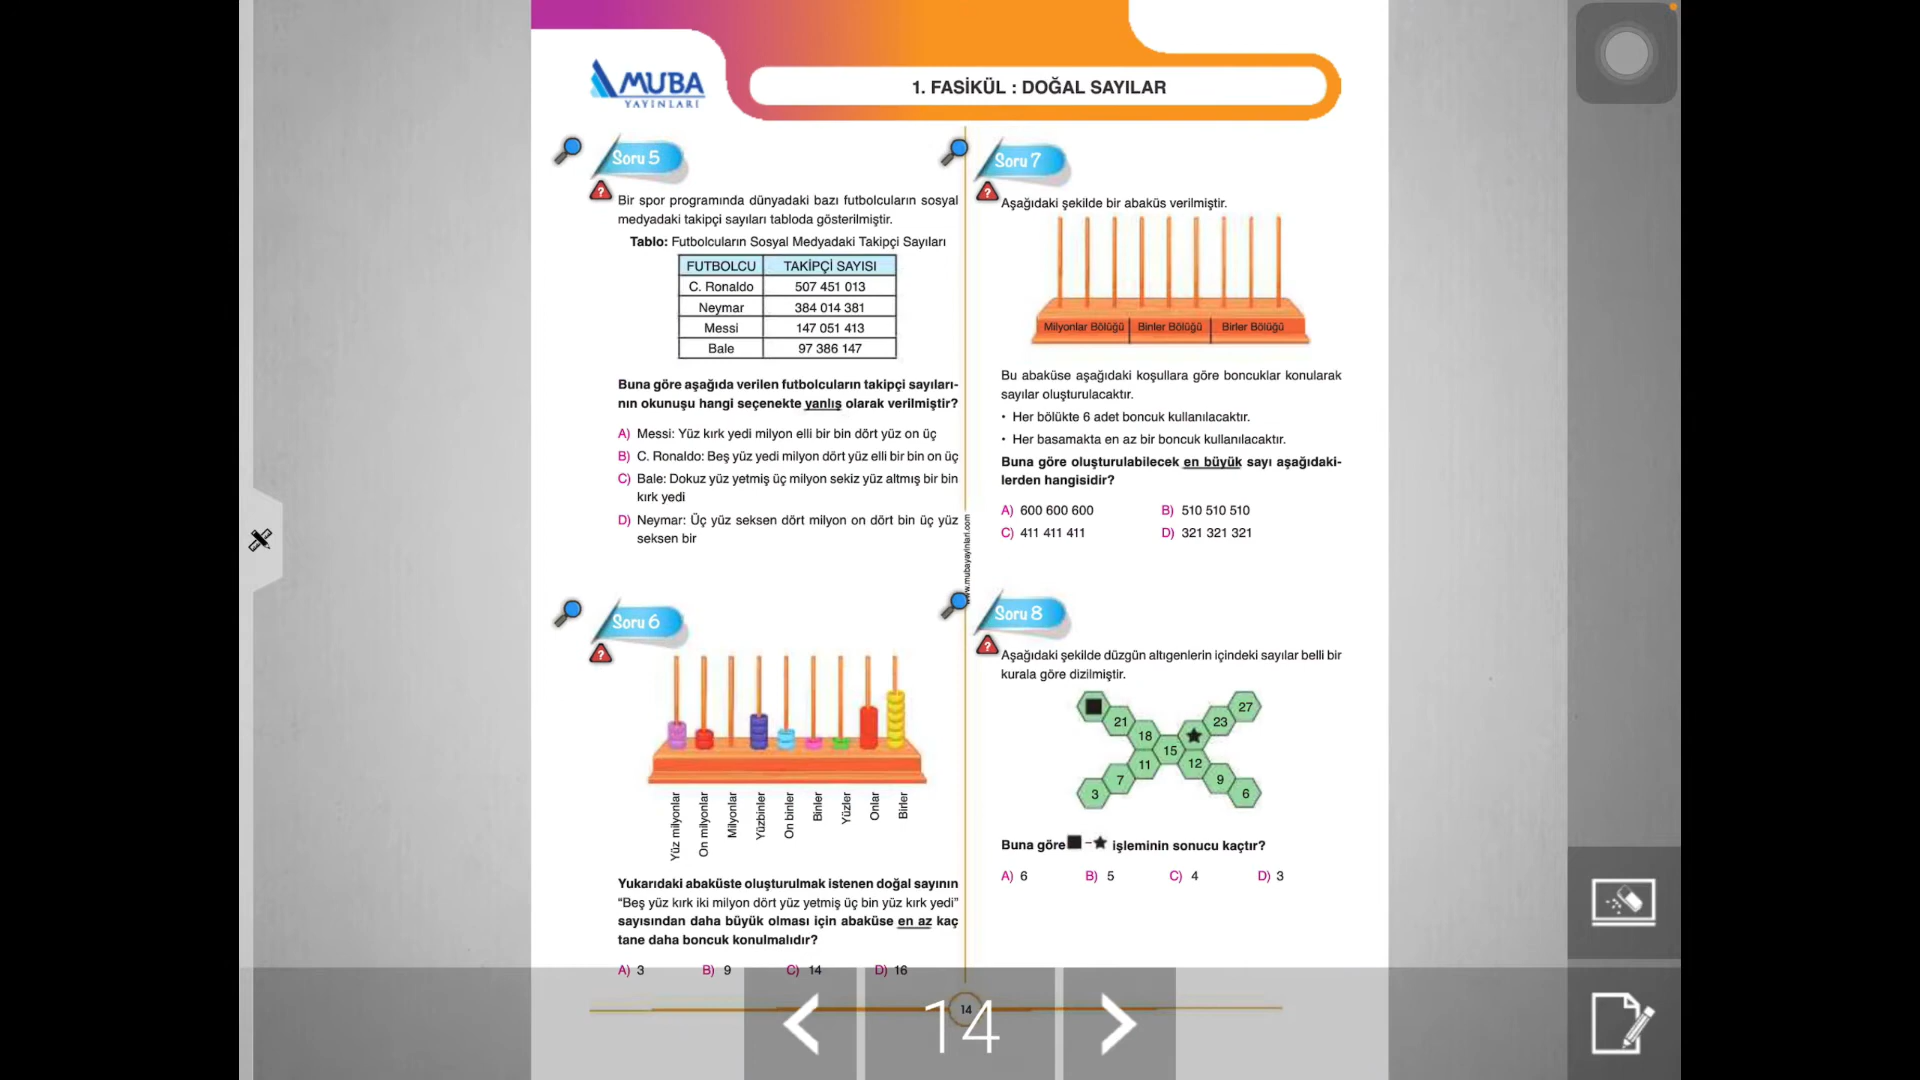 MUBA
YAYINLARI
1. FASİKÜL : DOĞAL SAYILAR
Soru 5
Bir spor programında dünyadaki bazı futbolcuların sosyal
medyadaki takipçi sayıları tabloda gösterilmiştir.
Tablo: Futbolcuların Sosyal Medyadaki Takipçi Sayıları
FUTBOLCU TAKİPÇİ SAYISI
C. Ronaldo 507 451 013
Neymar 384 014 381
Messi 147 051 413
Bale 97 386 147
Buna göre aşağıda verilen futbolcuların takipçi sayıları-
nın okunuşu hangi seçenekte yanlış olarak verilmiştir?
A) Messi: Yüz kırk yedi milyon elli bir bin dört yüz on üç
B) C. Ronaldo: Beş yüz yedi milyon dört yüz elli bir bin on üç
C) Bale: Dokuz yüz yetmiş üç milyon sekiz yüz altmış bir bin
kırk yedi
D) Neymar: Üç yüz seksen dört milyon on dört bin üç yüz
seksen bir
Soru 6
Yüz milyonlar
On milyonlar
Milyonlar
Yüzbinler
On binler
Binler
Yüzler
Onlar
Birler
Yukarıdaki abaküste oluşturulmak istenen doğal sayının
“Beş yüz kırk iki milyon dört yüz yetmiş üç bin yüz kırk yedi”
sayısından daha büyük olması için abaküse en az kaç
tane daha boncuk konulmalıdır?
A) 3 B) 9 C) 14 D) 16
www.mubayayinlari.com
Soru 7
Aşağıdaki şekilde bir abaküs verilmiştir.
Milyonlar Bölüğü Binler Bölüğü Birler Bölüğü
Bu abaküse aşağıdaki koşullara göre boncuklar konularak
sayılar oluşturulacaktır.
• Her bölükte 6 adet boncuk kullanılacaktır.
• Her basamakta en az bir boncuk kullanılacaktır.
Buna göre oluşturulabilecek en büyük sayı aşağıdaki-
lerden hangisidir?
A) 600 600 600 B) 510 510 510
C) 411 411 411 D) 321 321 321
Soru 8
Aşağıdaki şekilde düzgün altıgenlerin içindeki sayılar belli bir
kurala göre dizilmiştir.
27
21 23
18
15
11 12
7 9
3 6
Buna göre ■ - ★ işleminin sonucu kaçtır?
A) 6 B) 5 C) 4 D) 3
14
14